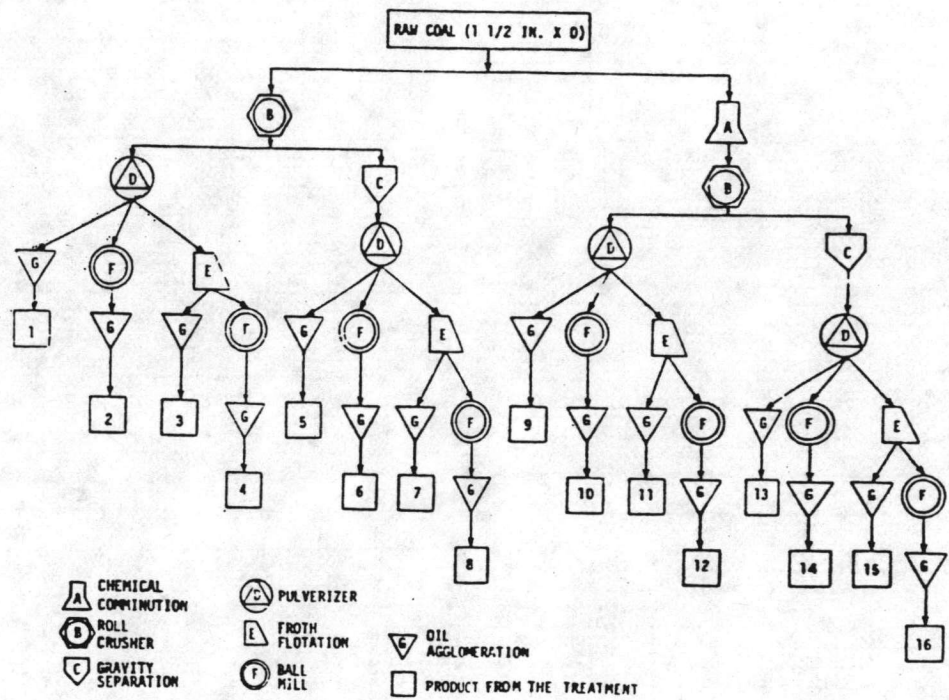 RAW COAL (1 1/2 IN. X D)
B
A
B
D
C
D
D
C
G
F
E
G
G
F
G
F
E
G
F
E
D
1
2
3
G
4
5
G
G
F
6
7
G
8
9
G
G
F
10
11
G
12
G
F
E
13
G
G
F
14
15
G
16
A CHEMICAL
COMMINUTION
B ROLL
CRUSHER
C GRAVITY
SEPARATION
D PULVERIZER
E FROTH
FLOTATION
F BALL
MILL
G OIL
AGGLOMERATION
PRODUCT FROM THE TREATMENT